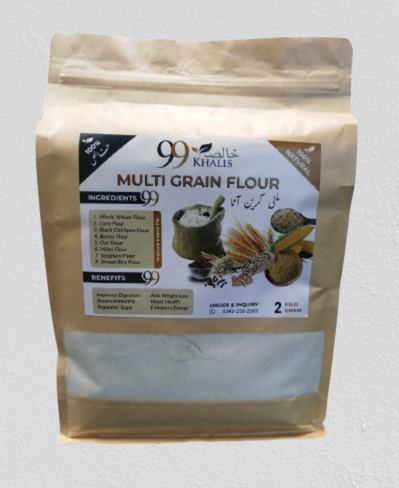 100%
خالص
99 خالص
KHALIS
100%
NATURAL
MULTI GRAIN FLOUR
ملٹی گرین آٹا
INGREDIENTS 99
1. Whole Wheat Flour
2. Corn Flour
3. Black Chickpea Flour
4. Barley Flour
5. Oat Flour
6. Millet Flour
7. Sorghum Flour
8. Brown Rice Flour
BENEFITS 99
Improves Digestion
Boosts Immunity
Regulates Sugar
Aids Weight Loss
Heart Health
Enhances Energy
ORDER & INQUIRY
2 KILO GRAM